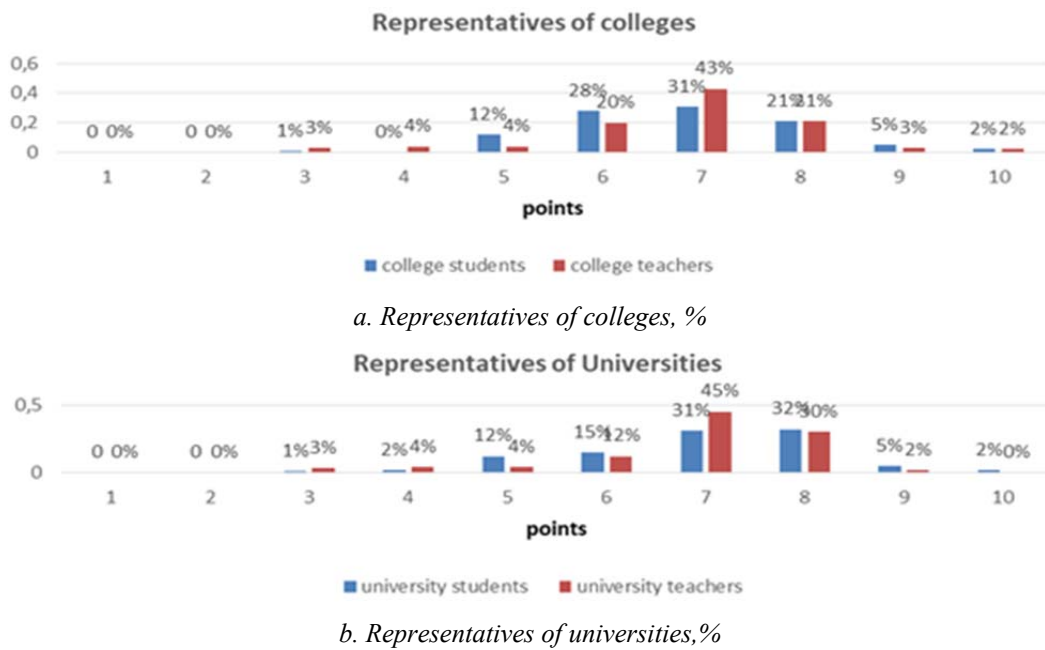 Representatives of colleges
0,6
0,4
0,2
0
0 0% 0 0% 1% 3% 0% 4% 12% 4% 28% 20% 31% 43% 21% 21% 5% 3% 2% 2%
1 2 3 4 5 6 7 8 9 10
points
college students college teachers
a. Representatives of colleges, %
Representatives of Universities
0,5
0
0 0% 0 0% 1% 3% 2% 4% 12% 4% 15% 12% 31% 45% 32% 30% 5% 2% 2% 0%
1 2 3 4 5 6 7 8 9 10
points
university students university teachers
b. Representatives of universities,%